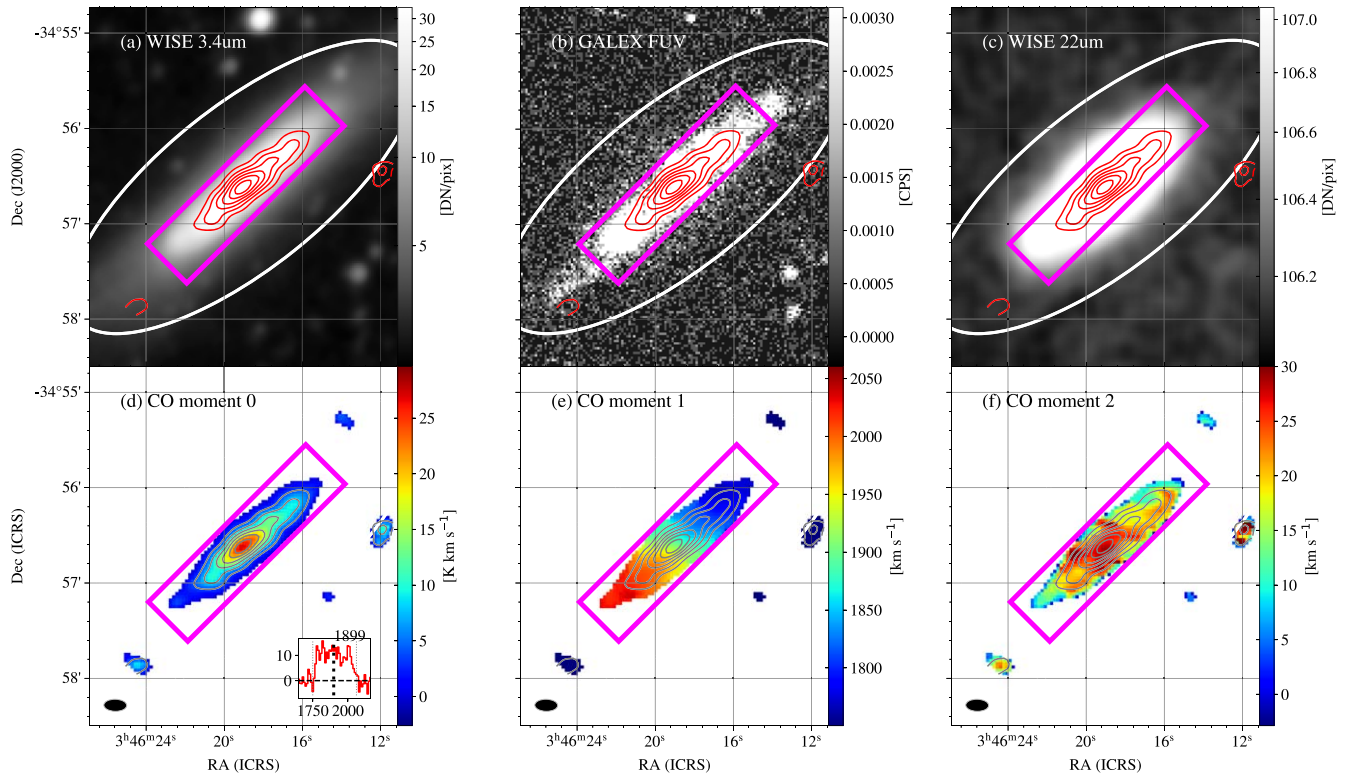 (a) WISE 3.4um
(b) GALEX FUV
(c) WISE 22um
-34°55'
56'
57'
58'
Dec (J2000)
30
25
20
15
10
5
[DN/pix]
0.0030
0.0025
0.0020
0.0015
0.0010
0.0005
0.0000
[CPS]
107.0
106.8
106.6
106.4
106.2
[DN/pix]
(d) CO moment 0
(e) CO moment 1
(f) CO moment 2
-34°55'
56'
57'
58'
Dec (ICRS)
25
20
15
10
5
0
[K km s⁻¹]
1899
10
0
1750 2000
2050
2000
1950
1900
1850
1800
[km s⁻¹]
30
25
20
15
10
5
0
[km s⁻¹]
3ʰ46ᵐ24ˢ 20ˢ 16ˢ 12ˢ
RA (ICRS)
3ʰ46ᵐ24ˢ 20ˢ 16ˢ 12ˢ
RA (ICRS)
3ʰ46ᵐ24ˢ 20ˢ 16ˢ 12ˢ
RA (ICRS)